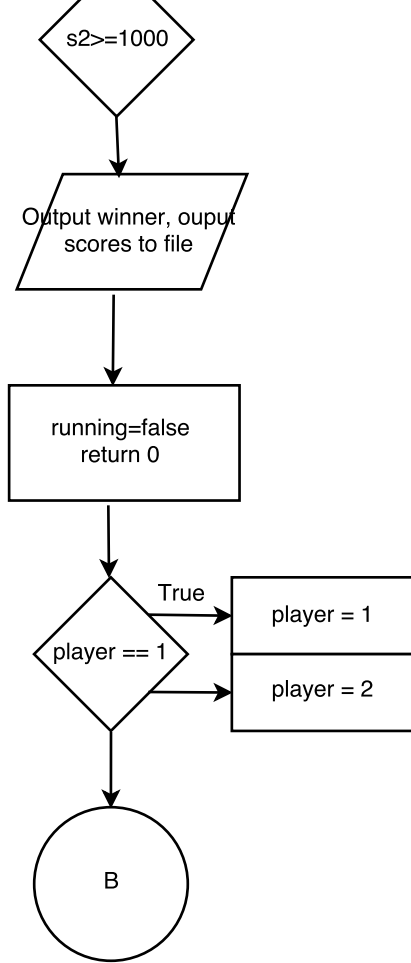 s2>=1000
Output winner, ouput
scores to file
running=false
return 0
True
player = 1
player == 1
player = 2
B